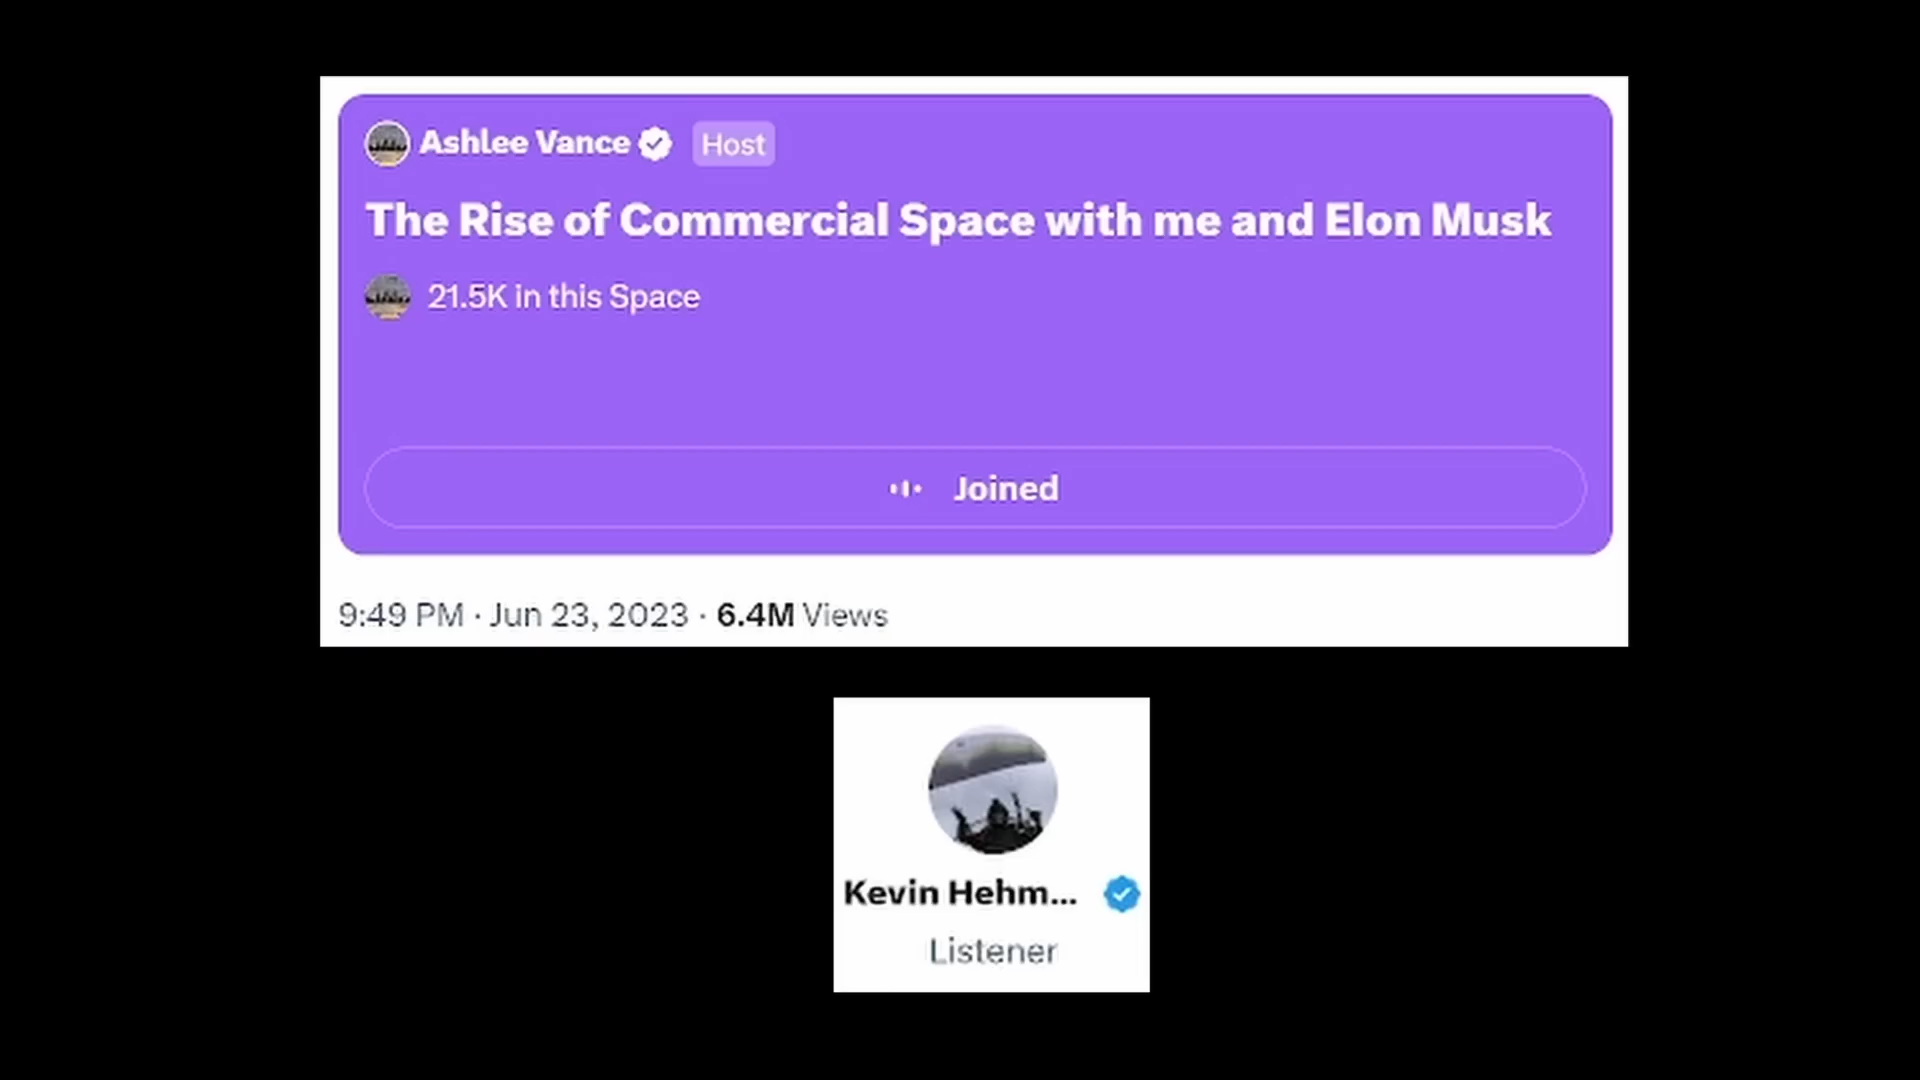 Ashlee Vance Host
The Rise of Commercial Space with me and Elon Musk
21.5K in this Space
Joined
9:49 PM · Jun 23, 2023 · 6.4M Views
Kevin Hehm...
Listener